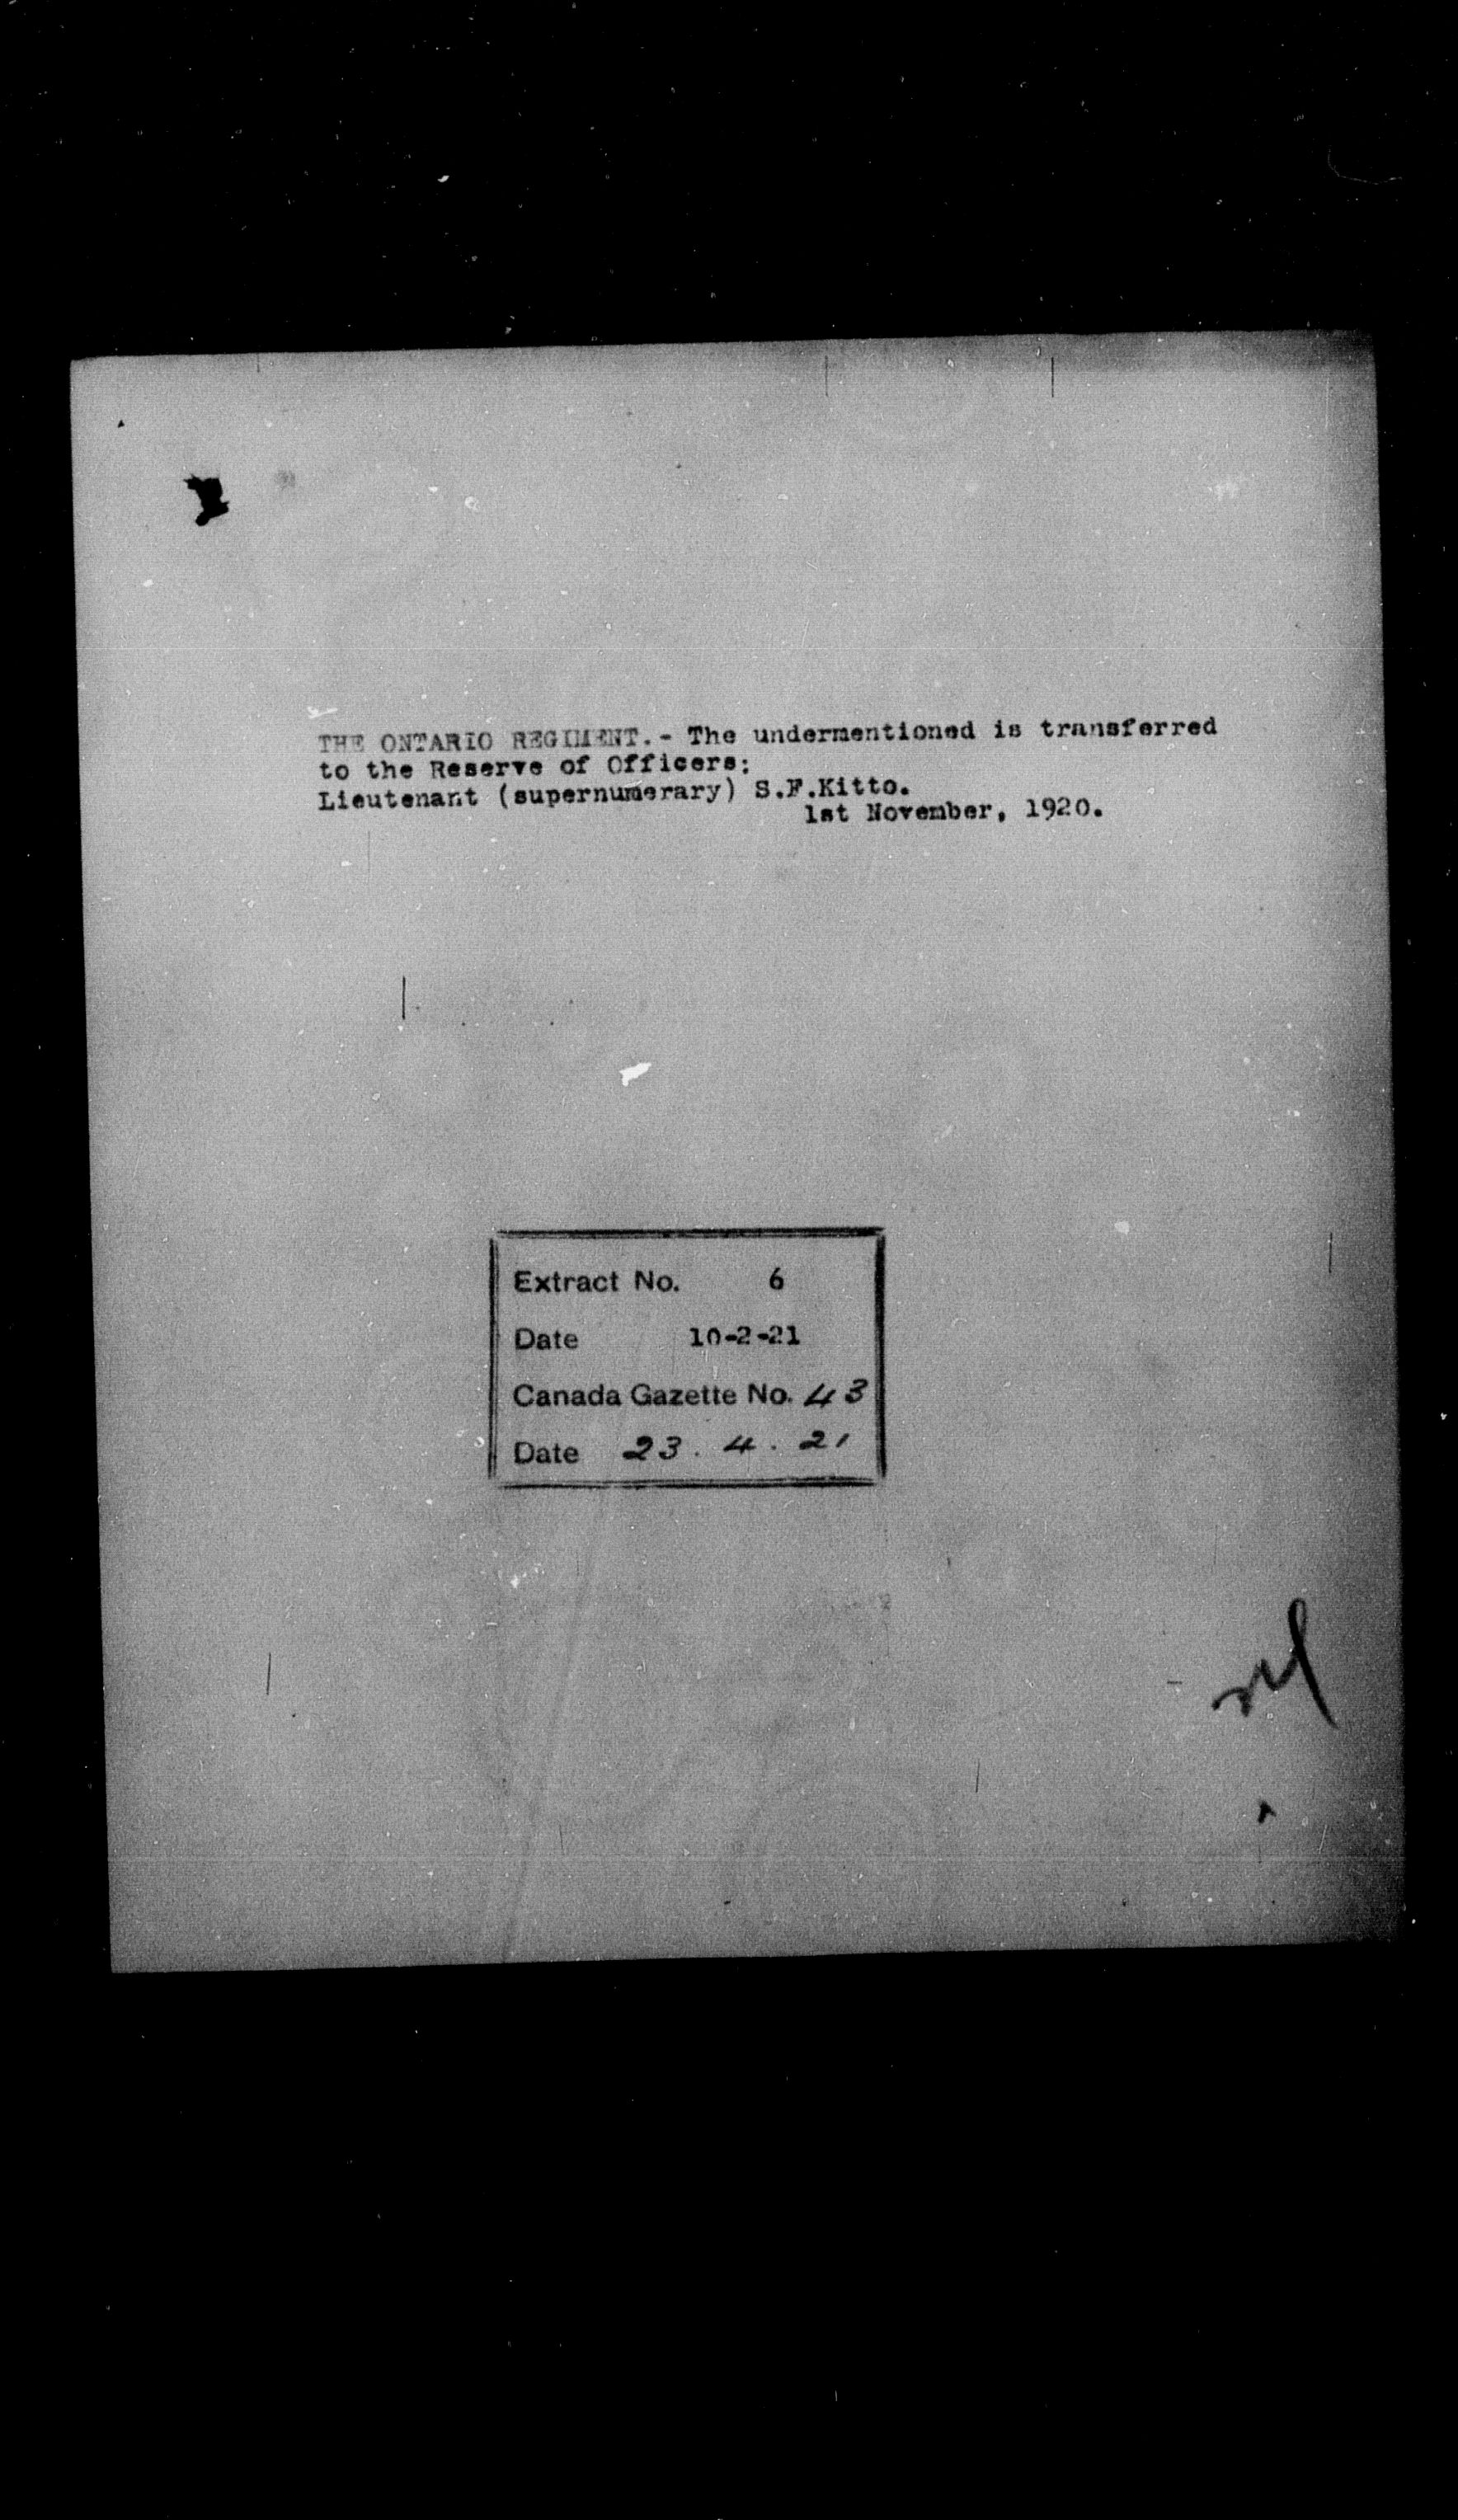 THE ONTARIO REGIMENT.- The undermentioned is transferred
to the Reserve of Officers:
Lieutenant (supernumerary) S.F.Kitto.
1st November, 1920.
Extract No. 6
Date 10-2-21
Canada Gazette No. 43
Date 23.4.21